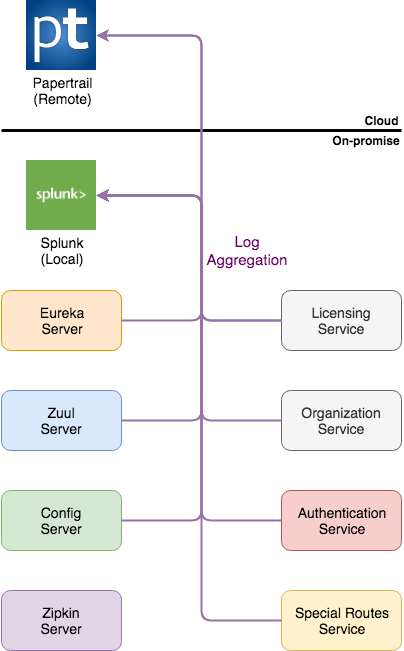 pt
Papertrail
(Remote)
Cloud
On-promise
splunk>
Splunk
(Local)
Log
Aggregation
Eureka
Server
Licensing
Service
Zuul
Server
Organization
Service
Config
Server
Authentication
Service
Zipkin
Server
Special Routes
Service